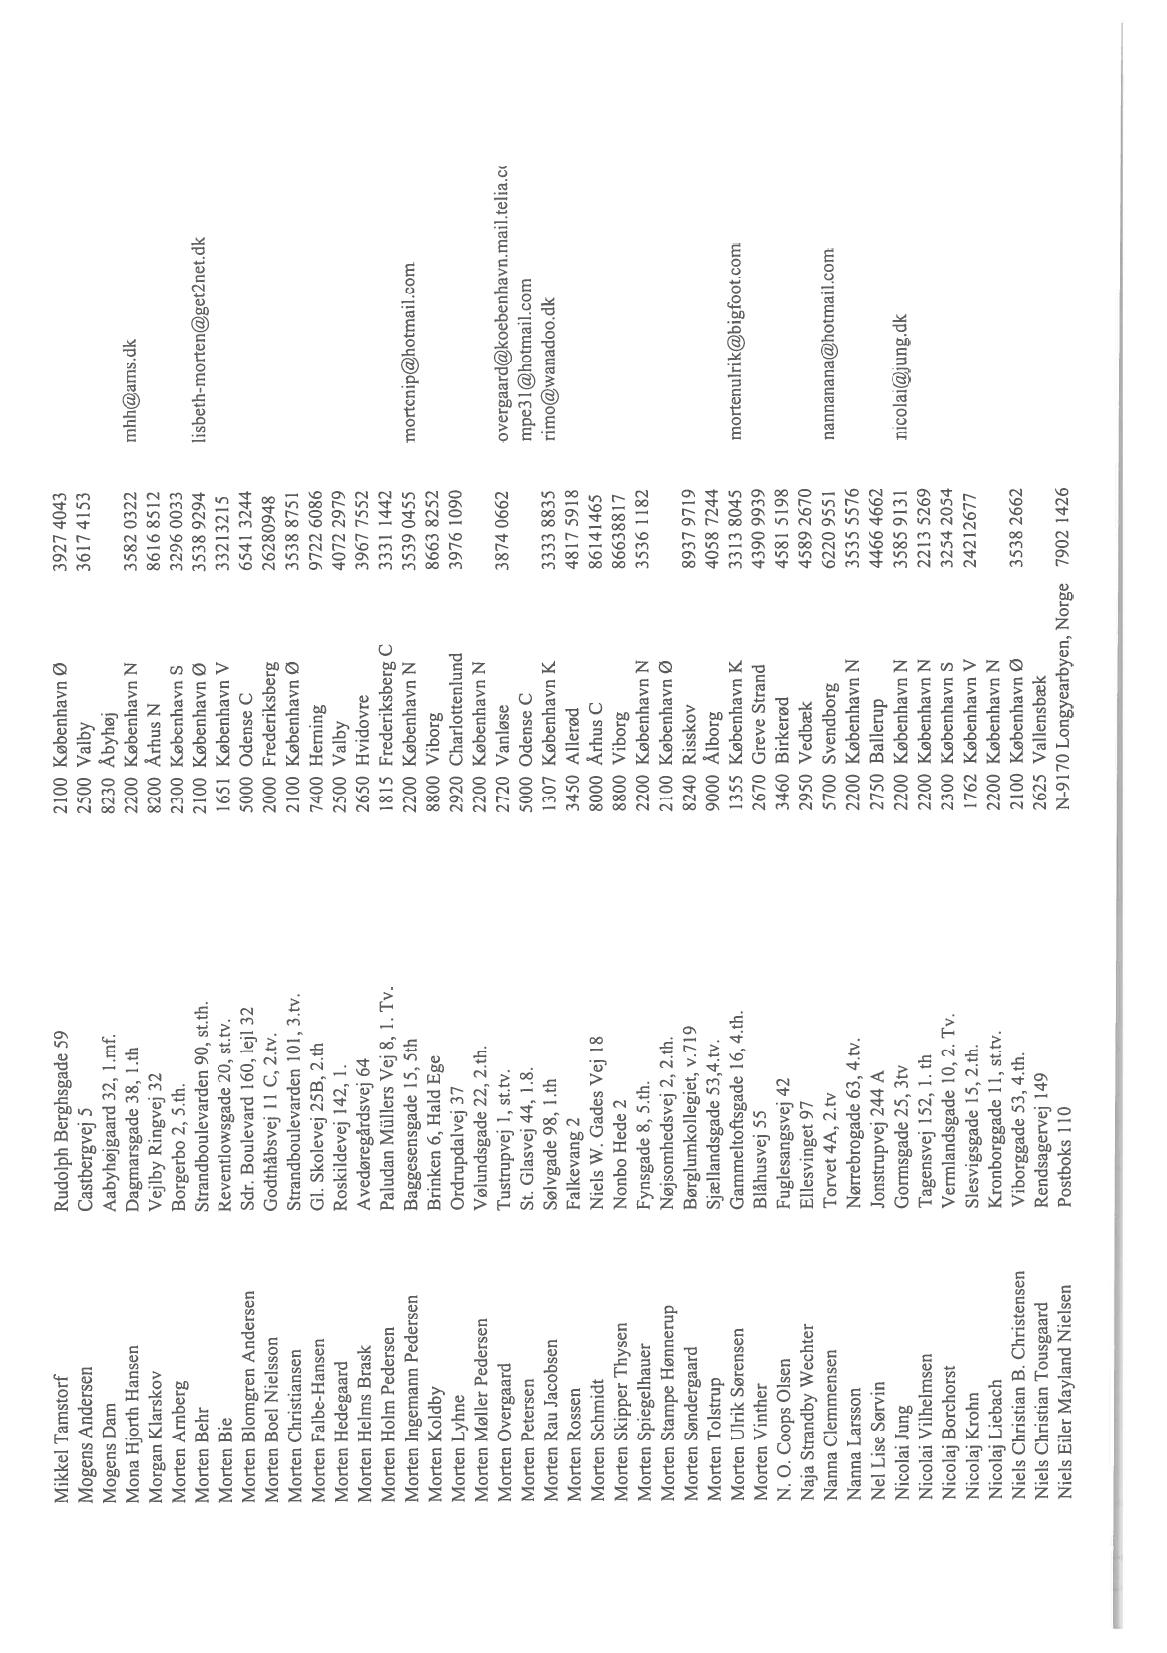 Mikkel Tamstorf Rudolph Berghsgade 59 2100 København Ø 3927 4043
Mogens Andersen Castbergvej 5 2500 Valby 3617 4153
Mogens Dam Aabyhøjgaard 32, 1.mf. 8230 Åbyhøj
Mona Hjorth Hansen Dagmarsgade 38, 1.th 2200 København N 3582 0322 mhh@ams.dk
Morgan Klarskov Vejlby Ringvej 32 8200 Århus N 8616 8512
Morten Arnberg Borgerbo 2, 5.th. 2300 København S 3296 0033
Morten Behr Strandboulevarden 90, st.th. 2100 København Ø 3538 9294 lisbeth-morten@get2net.dk
Morten Bie Reventlowsgade 20, st.tv. 1651 København V 33213215
Morten Blomgren Andersen Sdr. Boulevard 160, lejl 32 5000 Odense C 6541 3244
Morten Boel Nielsson Godthåbsvej 11 C, 2.tv. 2000 Frederiksberg 26280948
Morten Christiansen Strandboulevarden 101, 3.tv. 2100 København Ø 3538 8751
Morten Falbe-Hansen Gl. Skolevej 25B, 2.th 7400 Herning 9722 6086
Morten Hedegaard Roskildevej 142, 1. 2500 Valby 4072 2979
Morten Helms Brask Avedøregårdsvej 64 2650 Hvidovre 3967 7552
Morten Holm Pedersen Paludan Müllers Vej 8, 1. Tv. 1815 Frederiksberg C 3331 1442
Morten Ingemann Pedersen Baggesensgade 15, 5th 2200 København N 3539 0455 mortcnip@hotmail.com
Morten Koldby Brinken 6, Hald Ege 8800 Viborg 8663 8252
Morten Lyhne Ordrupdalvej 37 2920 Charlottenlund 3976 1090
Morten Møller Pedersen Vølundsgade 22, 2.th. 2200 København N
Morten Overgaard Tustrupvej 1, st.tv. 2720 Vanløse 3874 0662 overgaard@koebenhavn.mail.telia.co
Morten Petersen St. Glasvej 44, 1.8. 5000 Odense C mpe31@hotmail.com
Morten Rau Jacobsen Sølvgade 98, 1.th 1307 København K 3333 8835 rimo@wanadoo.dk
Morten Rossen Falkevang 2 3450 Allerød 4817 5918
Morten Schmidt Niels W. Gades Vej 18 8000 Århus C 86141465
Morten Skipper Thysen Nonbo Hede 2 8800 Viborg 86638817
Morten Spiegelhauer Fynsgade 8, 5.th. 2200 København N 3536 1182
Morten Stampe Hønnerup Nøjsomhedsvej 2, 2.th. 2100 København Ø
Morten Søndergaard Børglumkollegiet, v.719 8240 Risskov 8937 9719
Morten Tolstrup Sjællandsgade 53,4.tv. 9000 Ålborg 4058 7244
Morten Ulrik Sørensen Gammeltoftsgade 16, 4.th. 1355 København K 3313 8045 mortenulrik@bigfoot.com
Morten Vinther Blåhusvej 55 2670 Greve Strand 4390 9939
N. O. Coops Olsen Fuglesangsvej 42 3460 Birkerød 4581 5198
Naja Strandby Wechter Ellesvinget 97 2950 Vedbæk 4589 2670
Nanna Clemmensen Torvet 4A, 2.tv 5700 Svendborg 6220 9551 nannanana@hotmail.com
Nanna Larsson Nørrebrogade 63, 4.tv. 2200 København N 3535 5576
Nel Lise Sørvin Jonstrupvej 244 A 2750 Ballerup 4466 4662
Nicolai Jung Gormsgade 25, 3tv 2200 København N 3585 9131 nicolai@jung.dk
Nicolai Vilhelmsen Tagensvej 152, 1. th 2200 København N 2213 5269
Nicolaj Borchorst Vermlandsgade 10, 2. Tv. 2300 København S 3254 2054
Nicolaj Krohn Slesvigsgade 15, 2.th. 1762 København V 24212677
Nicolaj Liebach Kronborggade 11, st.tv. 2200 København N
Niels Christian B. Christensen Viborggade 53, 4.th. 2100 København Ø 3538 2662
Niels Christian Tousgaard Rendsagervej 149 2625 Vallensbæk
Niels Eiler Mayland Nielsen Postboks 110 N-9170 Longyearbyen, Norge 7902 1426